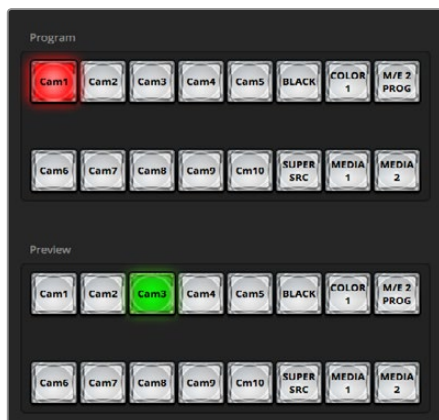 Program
Cam1 Cam2 Cam3 Cam4 Cam5 BLACK COLOR 1 M/E 2 PROG
Cam6 Cam7 Cam8 Cam9 Cm10 SUPER SRC MEDIA 1 MEDIA 2
Preview
Cam1 Cam2 Cam3 Cam4 Cam5 BLACK COLOR 1 M/E 2 PROG
Cam6 Cam7 Cam8 Cam9 Cm10 SUPER SRC MEDIA 1 MEDIA 2